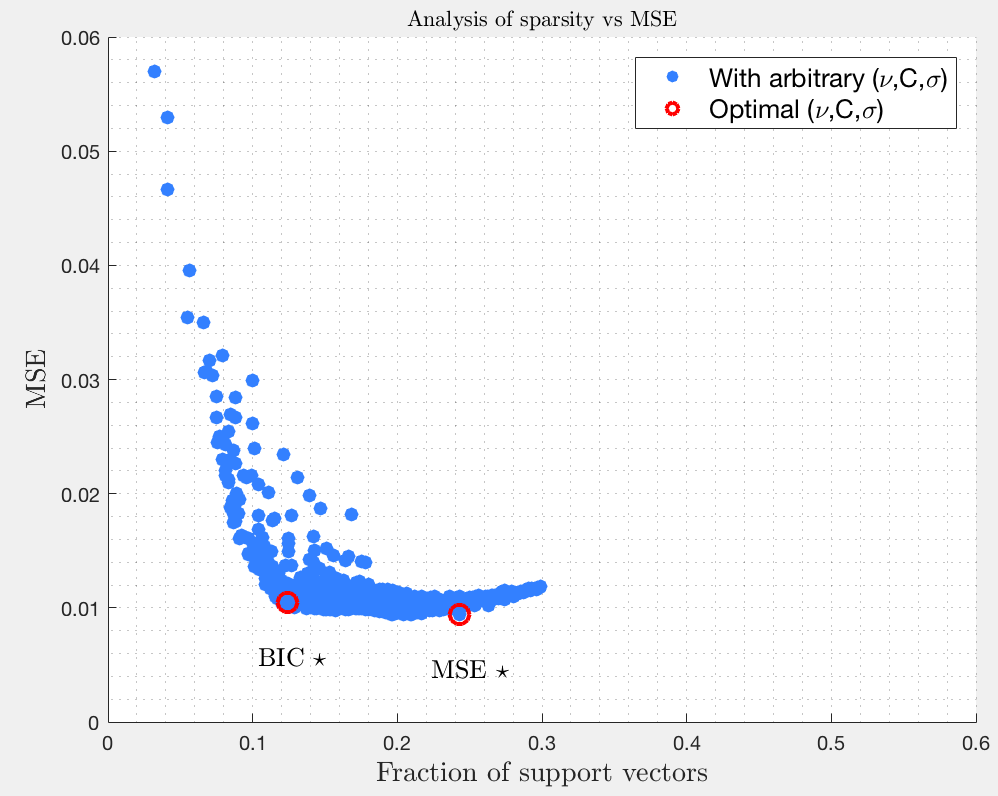 Analysis of sparsity vs MSE
With arbitrary (ν,C,σ)
Optimal (ν,C,σ)
MSE
0.06
0.05
0.04
0.03
0.02
0.01
0
BIC ⋆
MSE ⋆
0 0.1 0.2 0.3 0.4 0.5 0.6
Fraction of support vectors